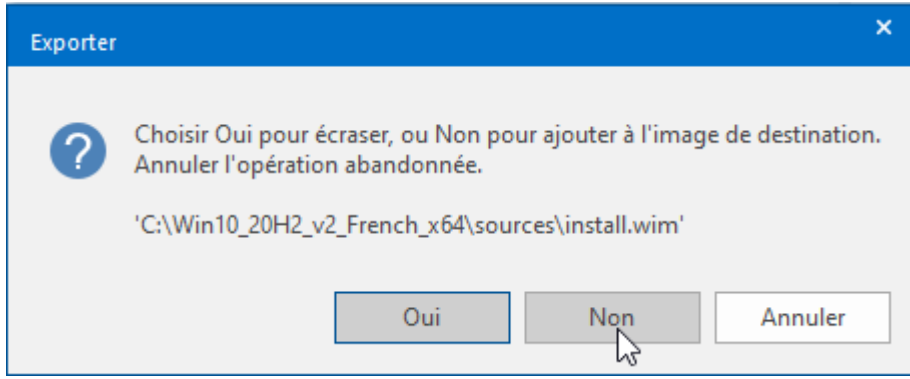 Exporter
Choisir Oui pour écraser, ou Non pour ajouter à l'image de destination.
Annuler l'opération abandonnée.
'C:\Win10_20H2_v2_French_x64\sources\install.wim'
Oui Non Annuler